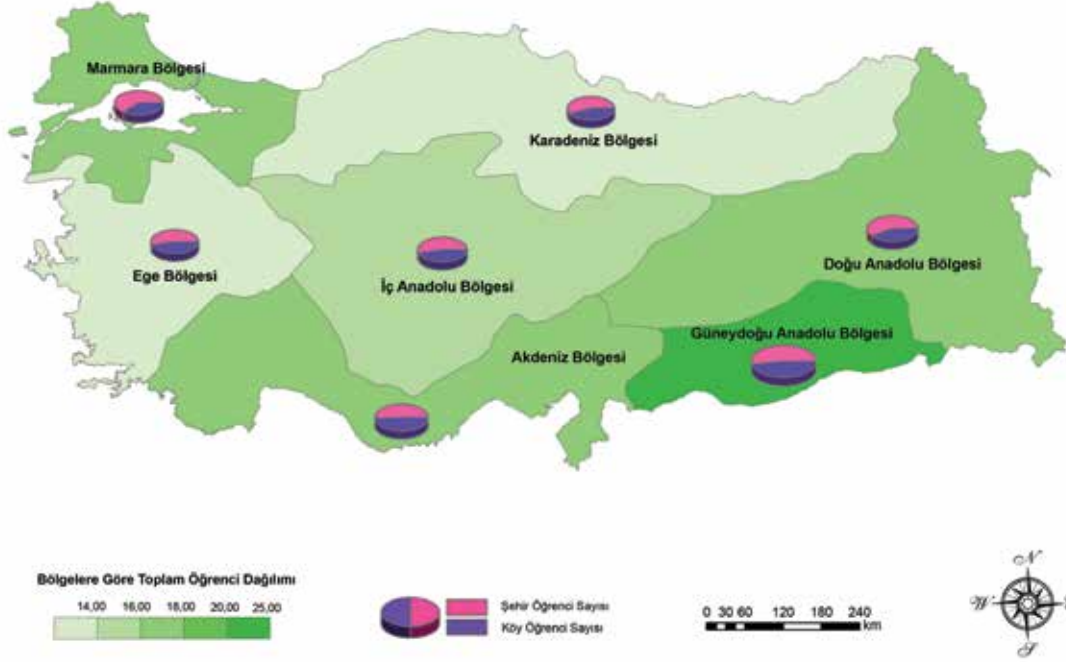 Marmara Bölgesi
Karadeniz Bölgesi
Ege Bölgesi
İç Anadolu Bölgesi
Doğu Anadolu Bölgesi
Güneydoğu Anadolu Bölgesi
Akdeniz Bölgesi
Bölgelere Göre Toplam Öğrenci Dağılımı
14,00 16,00 18,00 20,00 25,00
Şehir Öğrenci Sayısı
Köy Öğrenci Sayısı
0 30 60 120 180 240
km
N
W
S